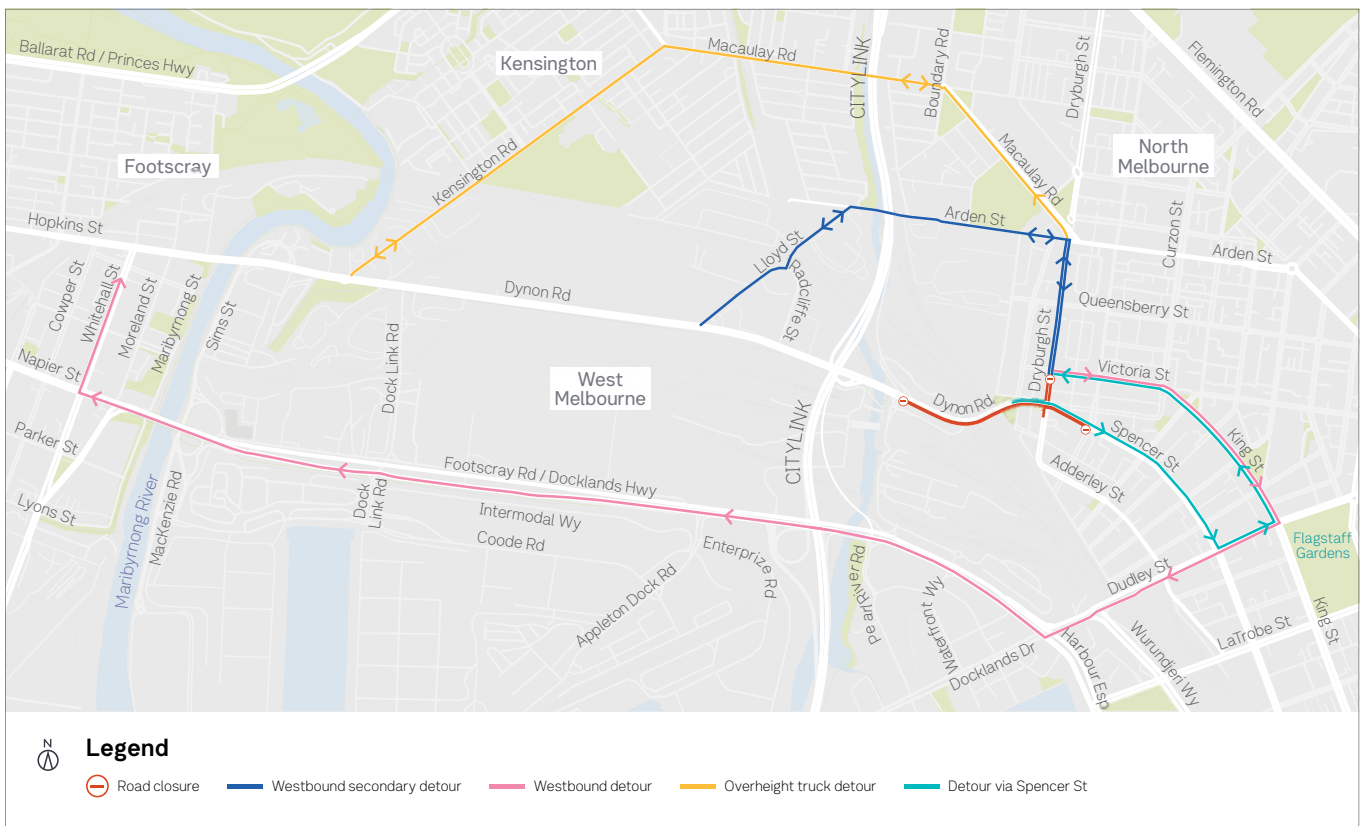 Ballarat Rd / Princes Hwy
Kensington
Macaulay Rd
CITYLINK
Boundary Rd
Dryburgh St
Flemington Rd
Footscray
Kensington Rd
Macaulay Rd
North
Melbourne
Hopkins St
Lloyd St
Arden St
Curzon St
Arden St
Cowper St
Whitehall St
Moreland St
Maribyrnong St
Sims St
Dynon Rd
Radcliffe St
Queensberry St
Napier St
Dock Link Rd
West
Melbourne
Dryburgh St
Victoria St
Dynon Rd
Parker St
CITYLINK
Spencer St
King St
Adderley St
Lyons St
Maribyrnong River
MacKenzie Rd
Dock
Link Rd
Footscray Rd / Docklands Hwy
Intermodal Wy
Coode Rd
Enterprize Rd
Appleton Dock Rd
Pearl River Rd
Waterfront Wy
Docklands Dr
Harbour Esp
Dudley St
Wurundjeri Wy
LaTrobe St
King St
Flagstaff
Gardens
N
Legend
Road closure
Westbound secondary detour
Westbound detour
Overheight truck detour
Detour via Spencer St